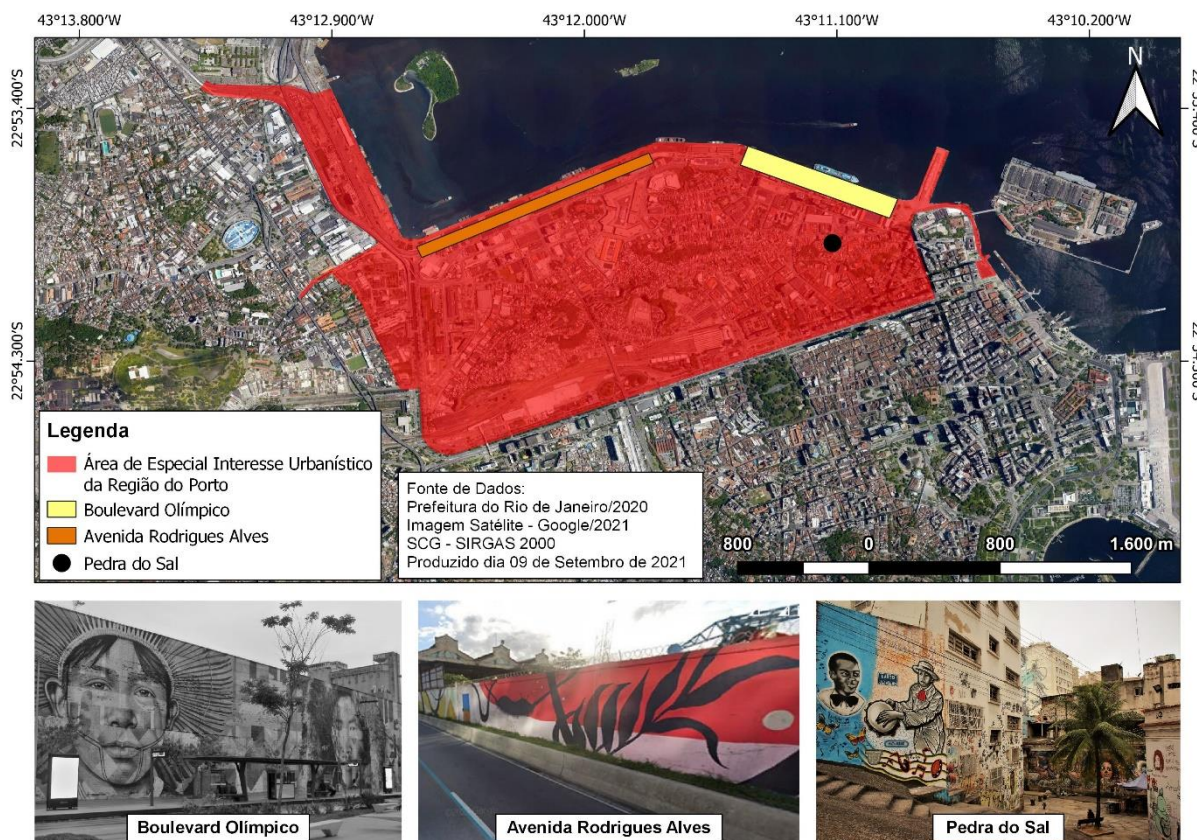 43°13.800'W 43°12.900'W 43°12.000'W 43°11.100'W 43°10.200'W
N
22°53.400'S
22°54.300'S
Legenda
Área de Especial Interesse Urbanístico
da Região do Porto
Boulevard Olímpico
Avenida Rodrigues Alves
Pedra do Sal
Fonte de Dados:
Prefeitura do Rio de Janeiro/2020
Imagem Satélite - Google/2021
SCG - SIRGAS 2000
Produzido dia 09 de Setembro de 2021
800 0 800 1.600 m
Boulevard Olímpico
Avenida Rodrigues Alves
Pedra do Sal